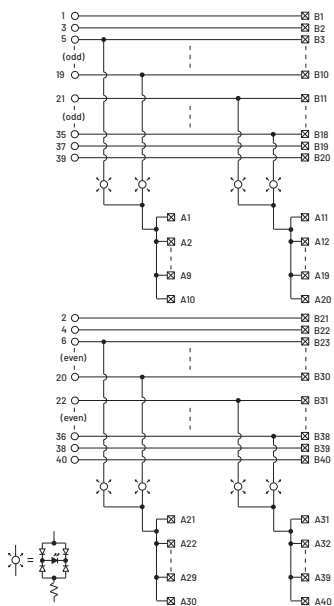 1 B1
3 B2
5 B3
(odd)
19 B10
21 B11
(odd)
35 B18
37 B19
39 B20
A1 A11
A2 A12
A9 A19
A10 A20
2 B21
4 B22
6 B23
(even)
20 B30
22 B31
(even)
36 B38
38 B39
40 B40
A21 A31
A22 A32
=
A29 A39
A30 A40